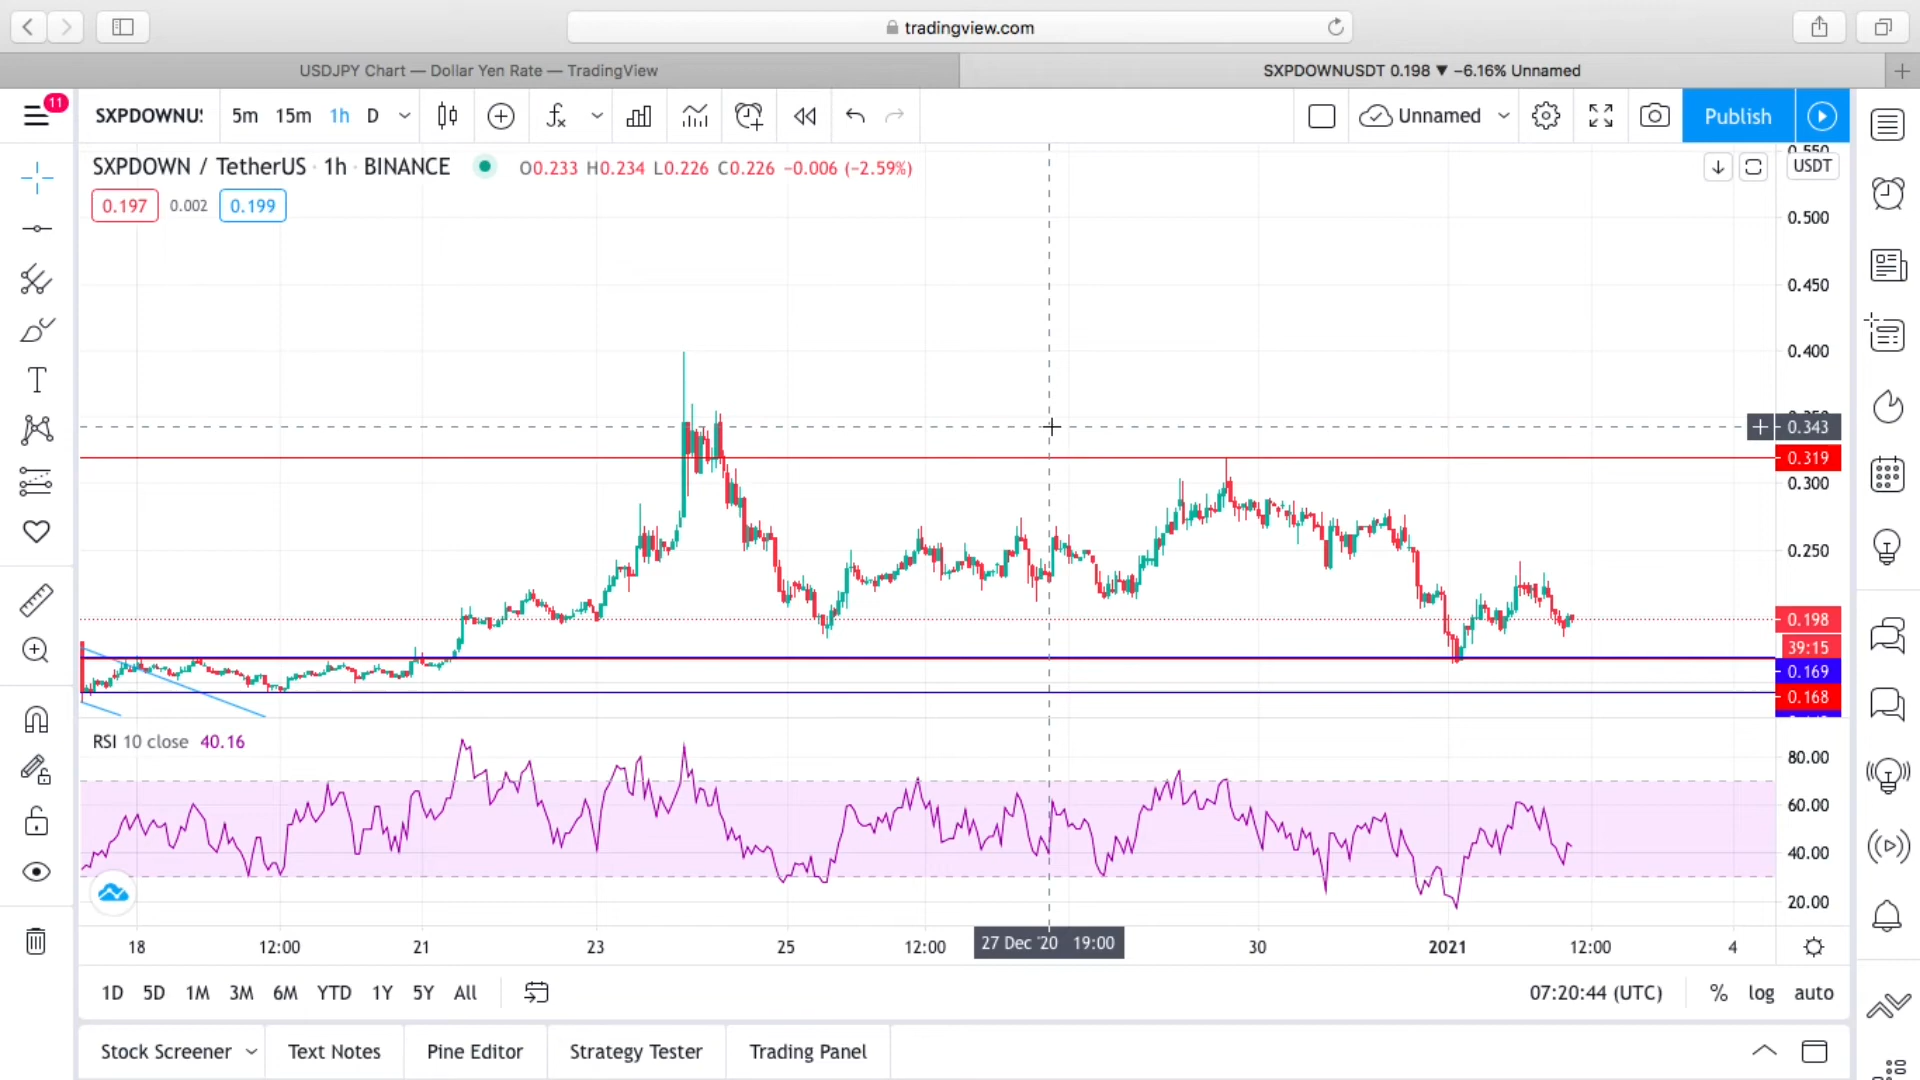 tradingview.com
USDJPY Chart — Dollar Yen Rate — TradingView
SXPDOWNUSDT 0.198 ▼ −6.16% Unnamed
11
SXPDOWNU
5m 15m 1h D
Unnamed
Publish
SXPDOWN / TetherUS · 1h · BINANCE
O0.233 H0.234 L0.226 C0.226 −0.006 (−2.59%)
USDT
0.197 0.002 0.199
0.500
0.450
0.400
0.343
0.319
0.300
0.250
0.198
39:15
0.169
0.168
RSI 10 close 40.16
80.00
60.00
40.00
20.00
18 12:00 21 23 25 12:00 27 Dec '20 19:00 30 2021 12:00 4
1D 5D 1M 3M 6M YTD 1Y 5Y All
07:20:44 (UTC) % log auto
Stock Screener Text Notes Pine Editor Strategy Tester Trading Panel